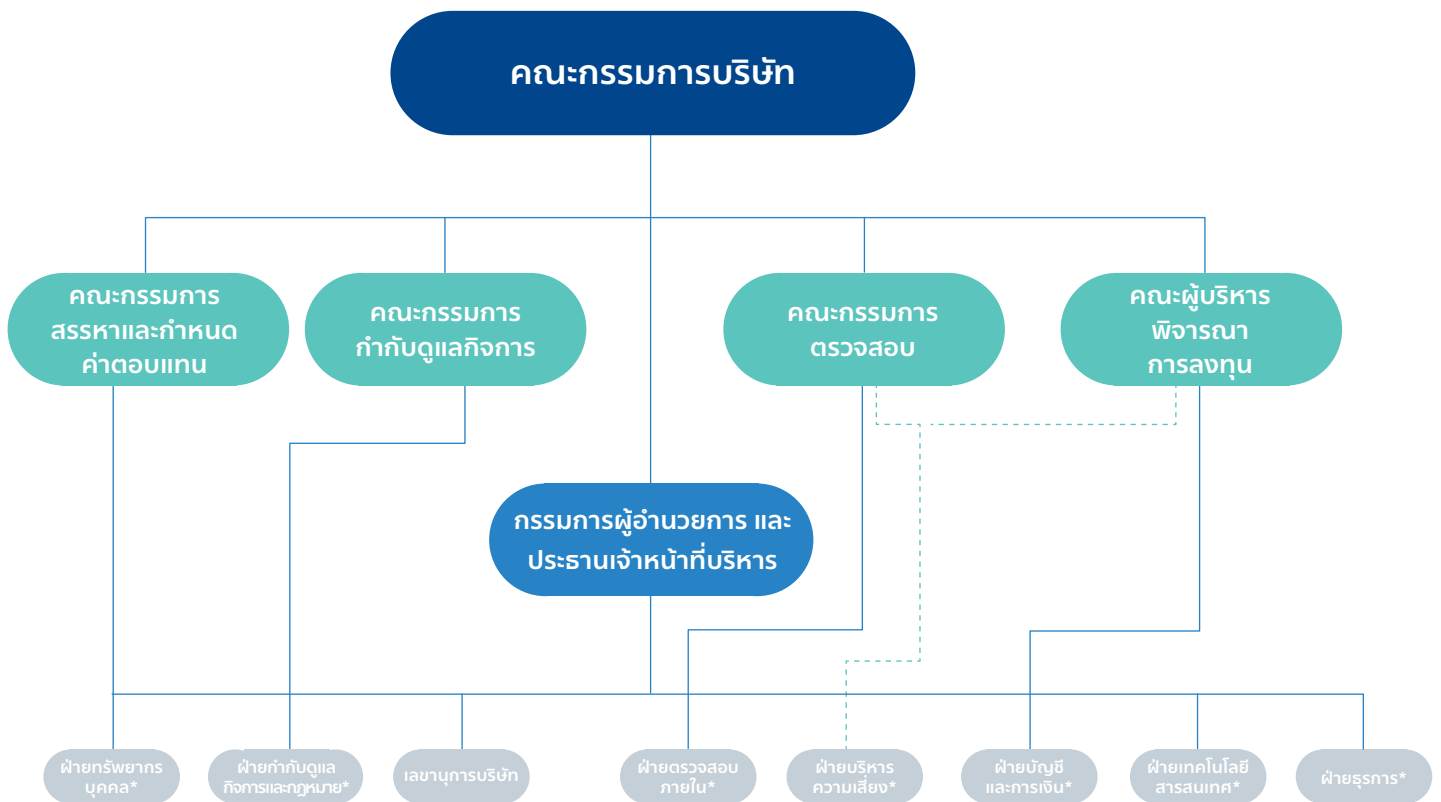 คณะกรรมการบริษัท
คณะกรรมการ
สรรหาและกำหนด
ค่าตอบแทน
คณะกรรมการ
กำกับดูแลกิจการ
คณะกรรมการ
ตรวจสอบ
คณะผู้บริหาร
พิจารณา
การลงทุน
กรรมการผู้อำนวยการ และ
ประธานเจ้าหน้าที่บริหาร
ฝ่ายทรัพยากร
บุคคล*
ฝ่ายกำกับดูแล
กิจการและกฎหมาย*
เลขานุการบริษัท
ฝ่ายตรวจสอบ
ภายใน*
ฝ่ายบริหาร
ความเสี่ยง*
ฝ่ายบัญชี
และการเงิน*
ฝ่ายเทคโนโลยี
สารสนเทศ*
ฝ่ายธุรการ*